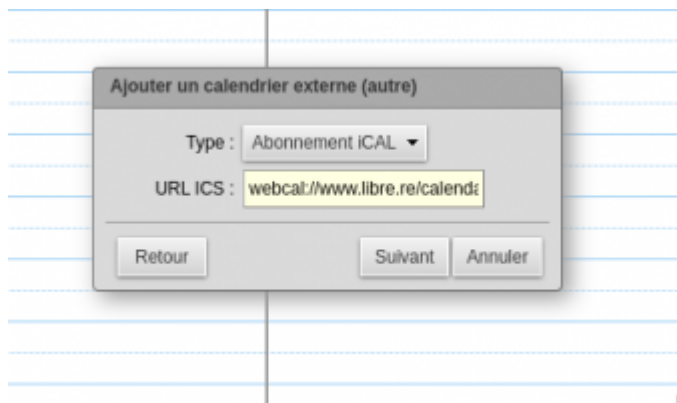 Ajouter un calendrier externe (autre)
Type : Abonnement iCAL
URL ICS : webcal://www.libre.re/calenda
Retour Suivant Annuler